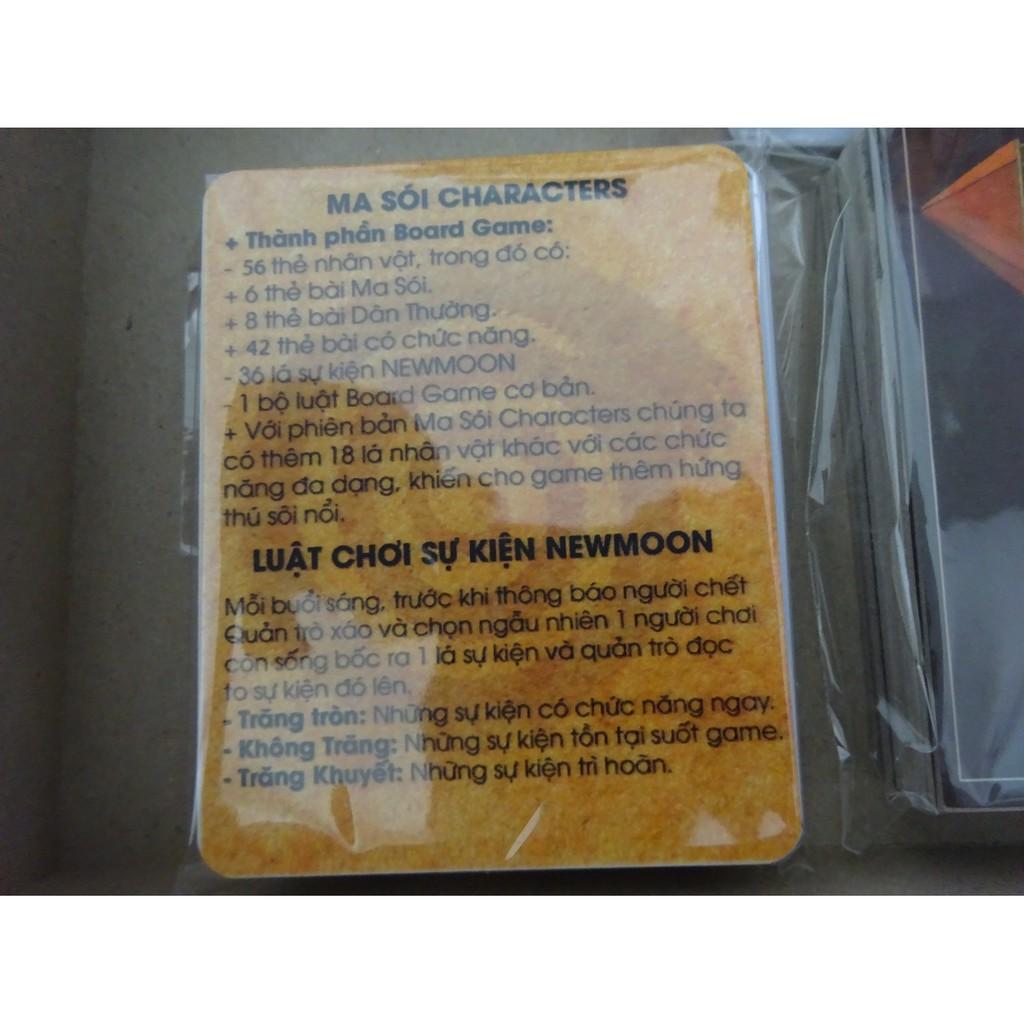 MA SÓI CHARACTERS
+ Thành phần Board Game:
- 56 thẻ nhân vật, trong đó có:
+ 6 thẻ bài Ma Sói.
+ 8 thẻ bài Dân Thường.
+ 42 thẻ bài có chức năng.
- 36 lá sự kiện NEWMOON
- 1 bộ luật Board Game cơ bản.
+ Với phiên bản Ma Sói Characters chúng ta
có thêm 18 lá nhân vật khác với các chức
năng đa dạng, khiến cho game thêm hứng
thú sôi nổi.
LUẬT CHƠI SỰ KIỆN NEWMOON
Mỗi buổi sáng, trước khi thông báo người chết
Quản trò xáo và chọn ngẫu nhiên 1 người chơi
còn sống bốc ra 1 lá sự kiện và quản trò đọc
to sự kiện đó lên.
- Trăng tròn: Những sự kiện có chức năng ngay.
- Không Trăng: Những sự kiện tồn tại suốt game.
- Trăng Khuyết: Những sự kiện trì hoãn.